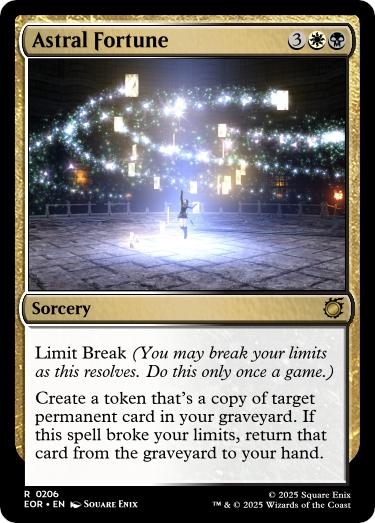 Astral Fortune 3
Sorcery
Limit Break (You may break your limits
as this resolves. Do this only once a game.)
Create a token that's a copy of target
permanent card in your graveyard. If
this spell broke your limits, return that
card from the graveyard to your hand.
R 0206
EOR • EN SQUARE ENIX
© 2025 Square Enix
™ & © 2025 Wizards of the Coast